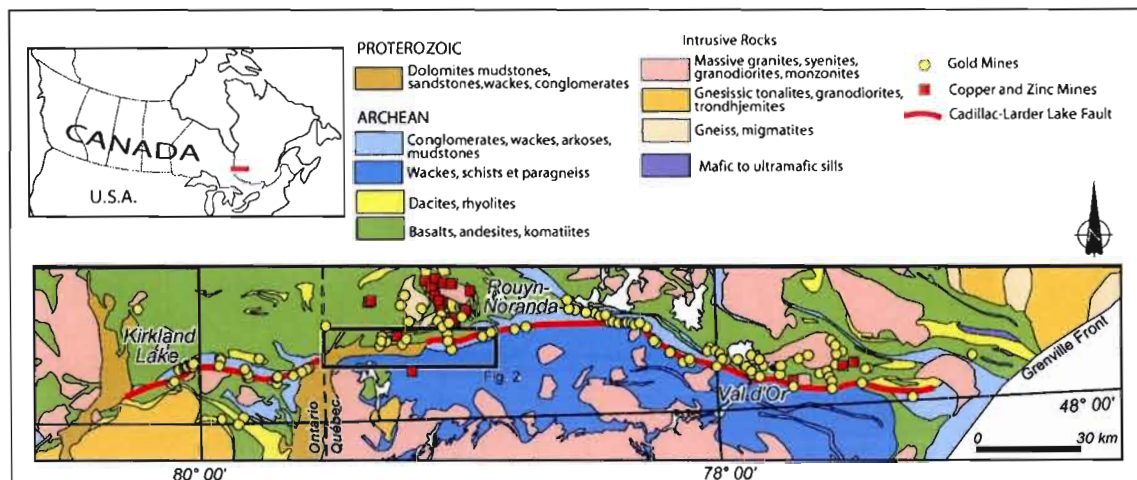 CANADA
U.S.A.
PROTEROZOIC
Dolomites mudstones,
sandstones, wackes, conglomerates
ARCHEAN
Conglomerates, wackes, arkoses,
mudstones
Wackes, schists et paragneiss
Dacites, rhyolites
Basalts, andesites, komatiites
Intrusive Rocks
Massive granites, syenites,
granodiorites, monzonites
Gneissic tonalites, granodiorites,
trondhjemites
Gneiss, migmatites
Mafic to ultramafic sills
Gold Mines
Copper and Zinc Mines
Cadillac-Larder Lake Fault
N
Rouyn-
Noranda
Kirkland
Lake
Fig. 2
Val d'Or
Grenville Front
Ontario
Québec
48° 00'
0 30 km
80° 00'
78° 00'